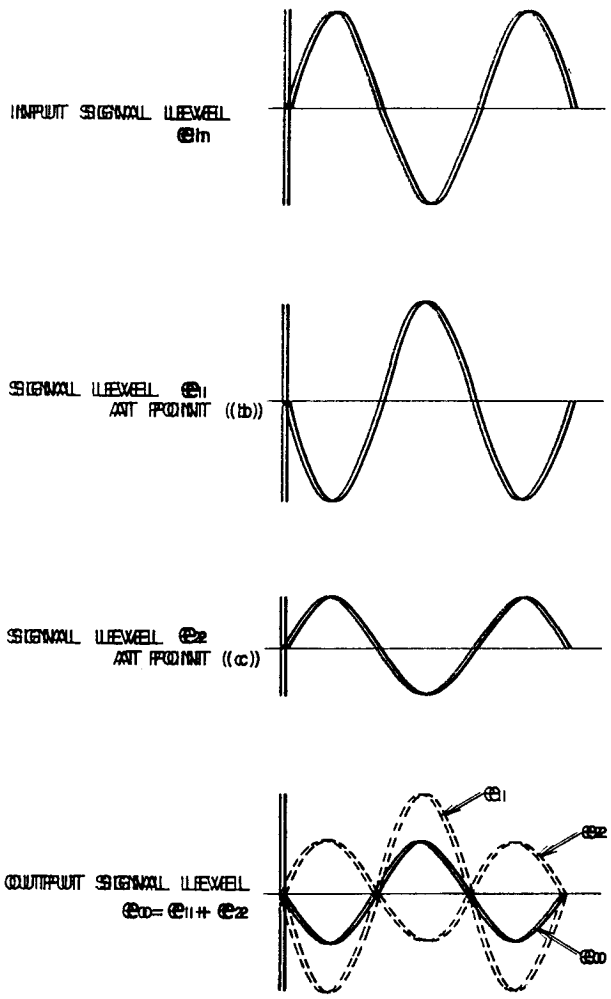 INPUT SIGNAL LEVEL
ein
SIGNAL LEVEL e1
AT POINT (b)
SIGNAL LEVEL e2
AT POINT (c)
e1
e2
OUTPUT SIGNAL LEVEL
eo = e1 + e2
eo